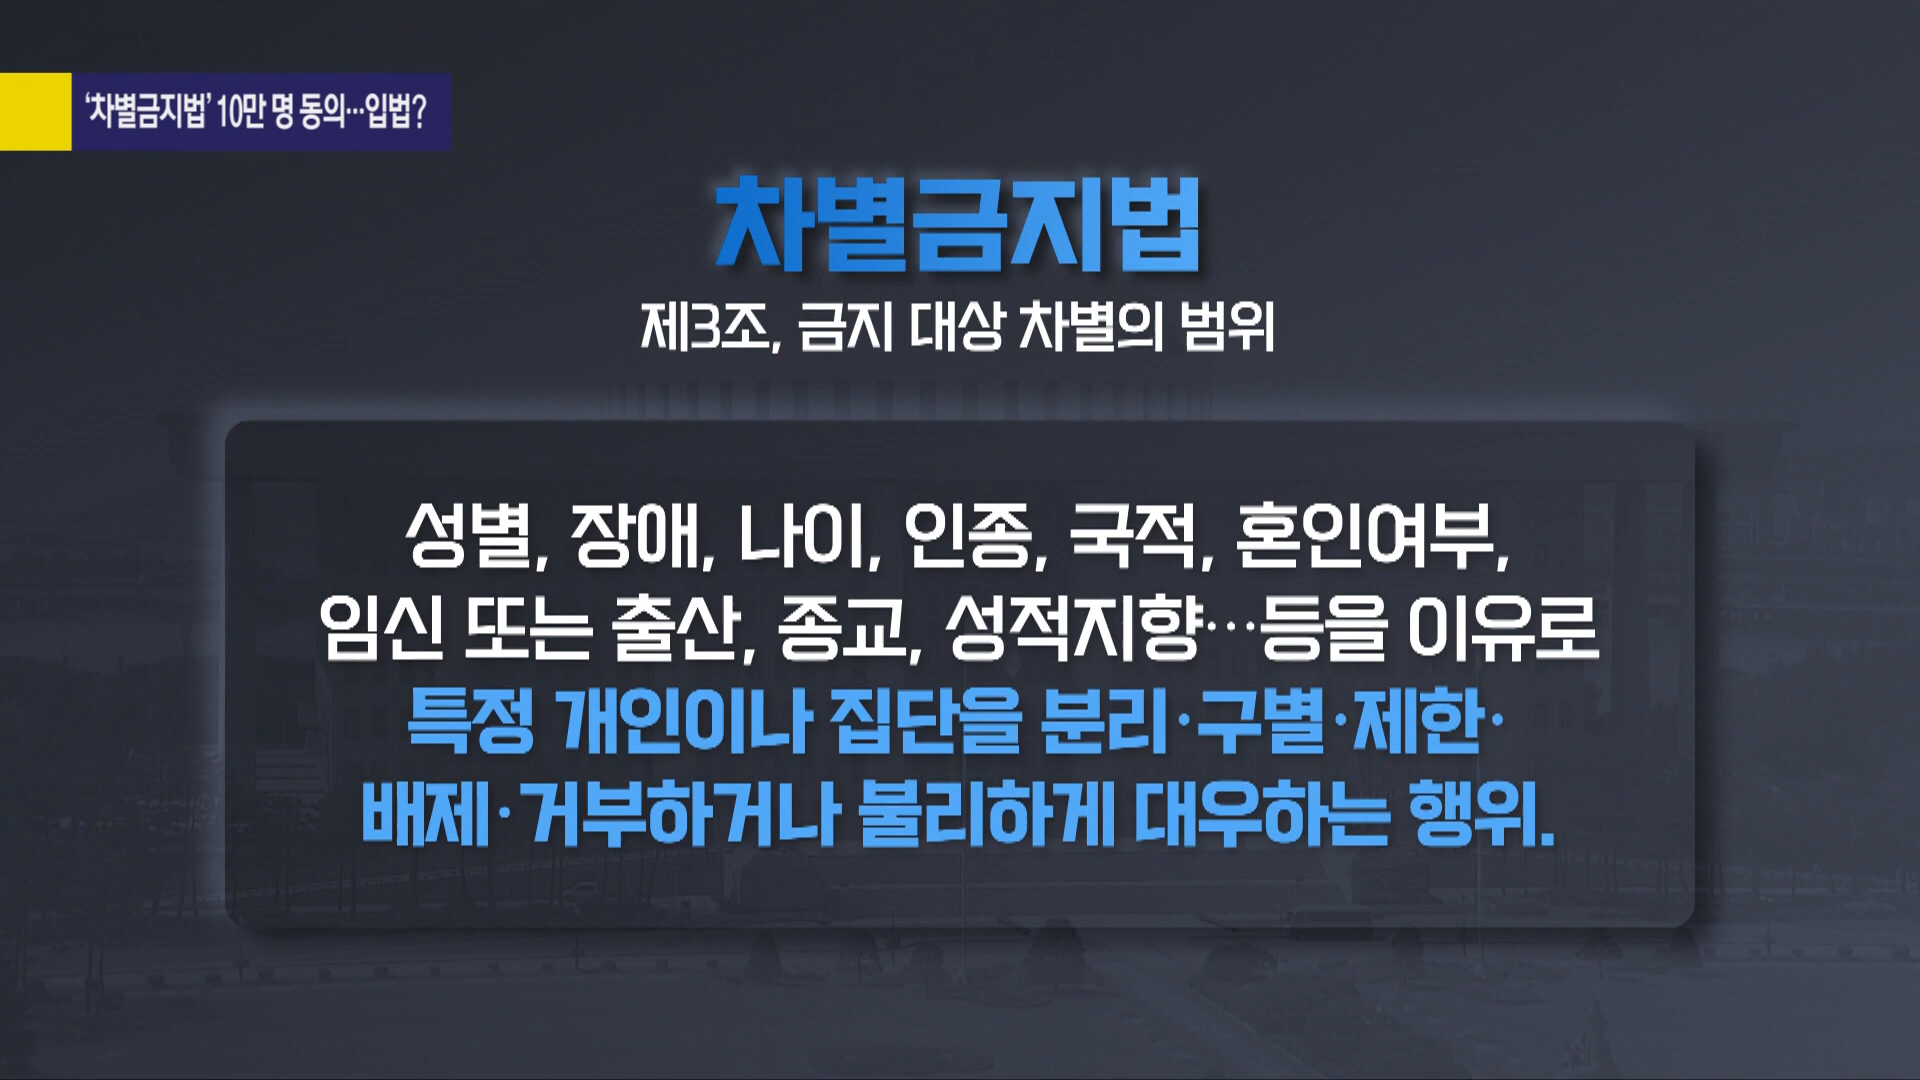 ‘차별금지법’ 10만 명 동의…입법?
차별금지법
제3조, 금지 대상 차별의 범위
성별, 장애, 나이, 인종, 국적, 혼인여부,
임신 또는 출산, 종교, 성적지향…등을 이유로
특정 개인이나 집단을 분리·구별·제한·
배제·거부하거나 불리하게 대우하는 행위.